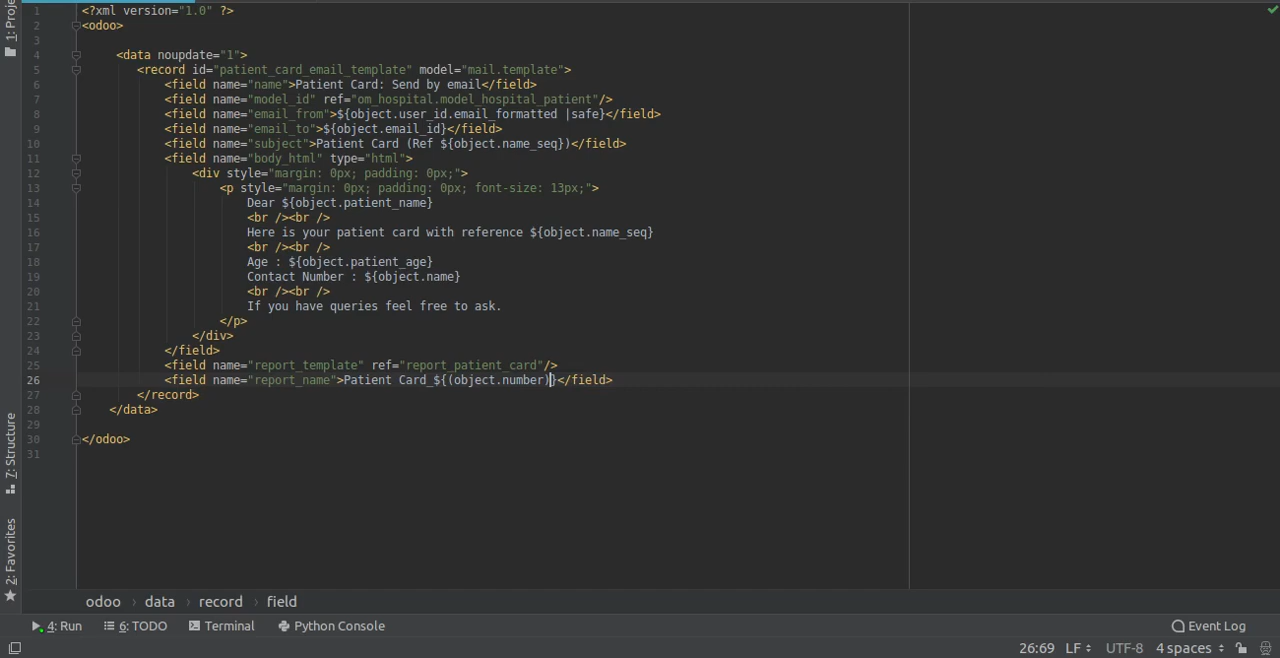 1: Proje
1 <?xml version="1.0" ?>
2 <odoo>
3
4 <data noupdate="1">
5 <record id="patient_card_email_template" model="mail.template">
6 <field name="name">Patient Card: Send by email</field>
7 <field name="model_id" ref="om_hospital.model_hospital_patient"/>
8 <field name="email_from">${object.user_id.email_formatted |safe}</field>
9 <field name="email_to">${object.email_id}</field>
10 <field name="subject">Patient Card (Ref ${object.name_seq})</field>
11 <field name="body_html" type="html">
12 <div style="margin: 0px; padding: 0px;">
13 <p style="margin: 0px; padding: 0px; font-size: 13px;">
14 Dear ${object.patient_name}
15 <br /><br />
16 Here is your patient card with reference ${object.name_seq}
17 <br /><br />
18 Age : ${object.patient_age}
19 Contact Number : ${object.name}
20 <br /><br />
21 If you have queries feel free to ask.
22 </p>
23 </div>
24 </field>
25 <field name="report_template" ref="report_patient_card"/>
26 <field name="report_name">Patient Card_${(object.number)}</field>
27 </record>
28 </data>
29
30 </odoo>
31
7: Structure
2: Favorites
odoo › data › record › field
4: Run 6: TODO Terminal Python Console Event Log
26:69 LF UTF-8 4 spaces